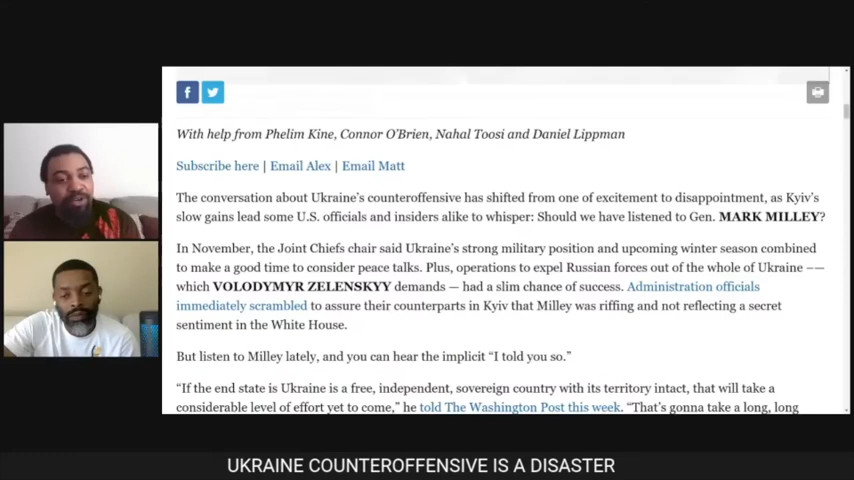 With help from Phelim Kine, Connor O'Brien, Nahal Toosi and Daniel Lippman
Subscribe here | Email Alex | Email Matt
The conversation about Ukraine's counteroffensive has shifted from one of excitement to disappointment, as Kyiv's
slow gains lead some U.S. officials and insiders alike to whisper: Should we have listened to Gen. MARK MILLEY?
In November, the Joint Chiefs chair said Ukraine's strong military position and upcoming winter season combined
to make a good time to consider peace talks. Plus, operations to expel Russian forces out of the whole of Ukraine —–
which VOLODYMYR ZELENSKYY demands — had a slim chance of success. Administration officials
immediately scrambled to assure their counterparts in Kyiv that Milley was riffing and not reflecting a secret
sentiment in the White House.
But listen to Milley lately, and you can hear the implicit “I told you so.”
“If the end state is Ukraine is a free, independent, sovereign country with its territory intact, that will take a
considerable level of effort yet to come,” he told The Washington Post this week. “That's gonna take a long, long
UKRAINE COUNTEROFFENSIVE IS A DISASTER